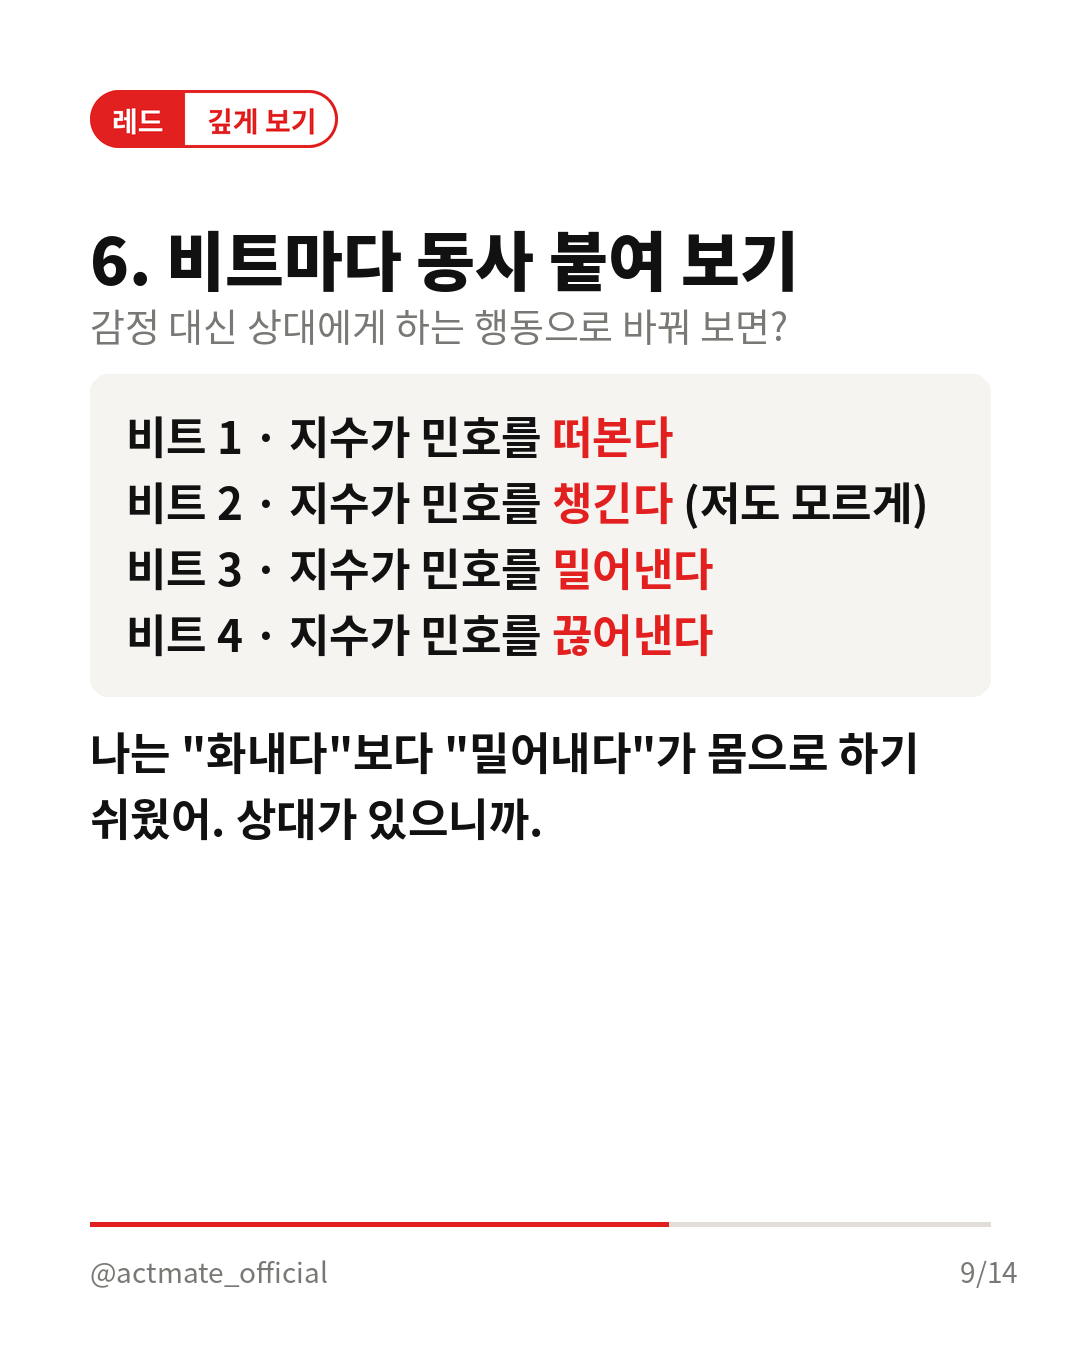 레드 깊게 보기
6. 비트마다 동사 붙여 보기
감정 대신 상대에게 하는 행동으로 바꿔 보면?
비트 1 · 지수가 민호를 떠본다
비트 2 · 지수가 민호를 챙긴다 (저도 모르게)
비트 3 · 지수가 민호를 밀어낸다
비트 4 · 지수가 민호를 끊어낸다
나는 "화내다"보다 "밀어내다"가 몸으로 하기
쉬웠어. 상대가 있으니까.
@actmate_official 9/14